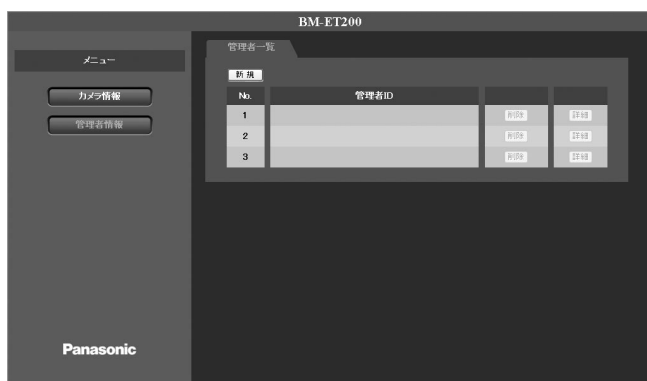 BM-ET200
メニュー
カメラ情報
管理者情報
Panasonic
管理者一覧
新規
No. 管理者ID
1 削除 詳細
2 削除 詳細
3 削除 詳細